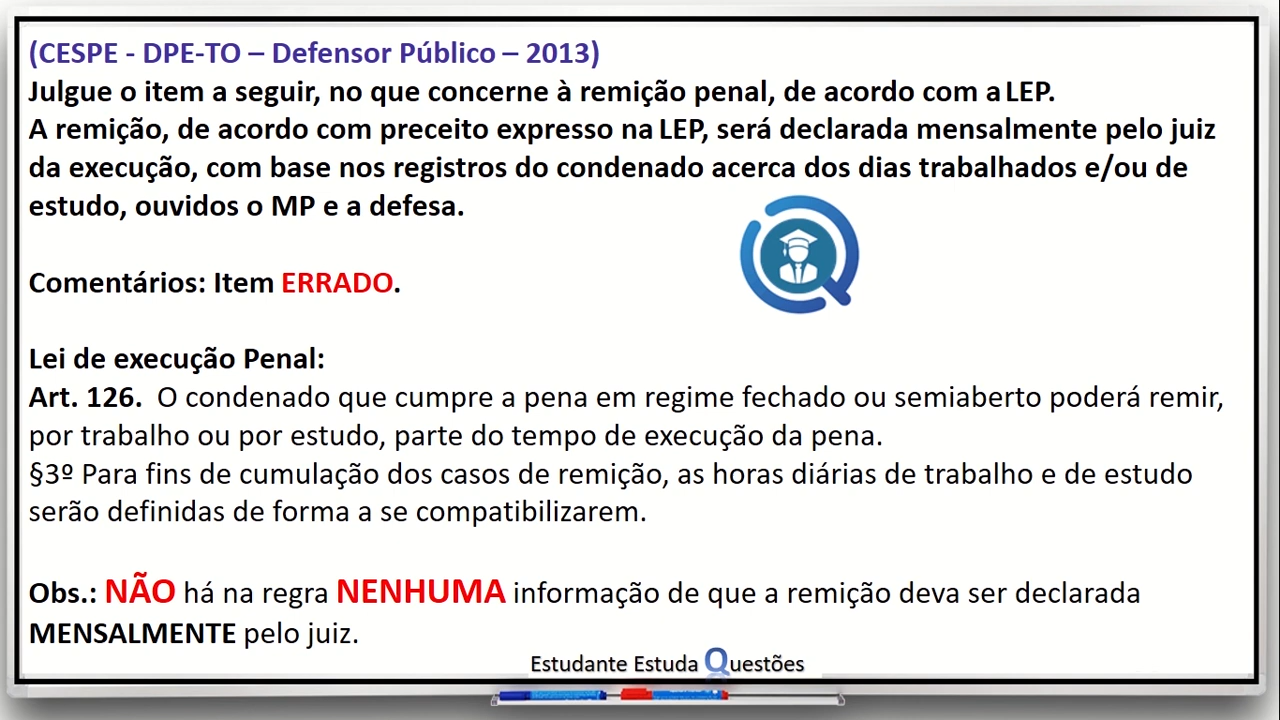 (CESPE - DPE-TO – Defensor Público – 2013)
Julgue o item a seguir, no que concerne à remição penal, de acordo com a LEP.
A remição, de acordo com preceito expresso na LEP, será declarada mensalmente pelo juiz
da execução, com base nos registros do condenado acerca dos dias trabalhados e/ou de
estudo, ouvidos o MP e a defesa.
Comentários: Item ERRADO.
Lei de execução Penal:
Art. 126. O condenado que cumpre a pena em regime fechado ou semiaberto poderá remir,
por trabalho ou por estudo, parte do tempo de execução da pena.
§3º Para fins de cumulação dos casos de remição, as horas diárias de trabalho e de estudo
serão definidas de forma a se compatibilizarem.
Obs.: NÃO há na regra NENHUMA informação de que a remição deva ser declarada
MENSALMENTE pelo juiz.
Estudante Estuda Questões